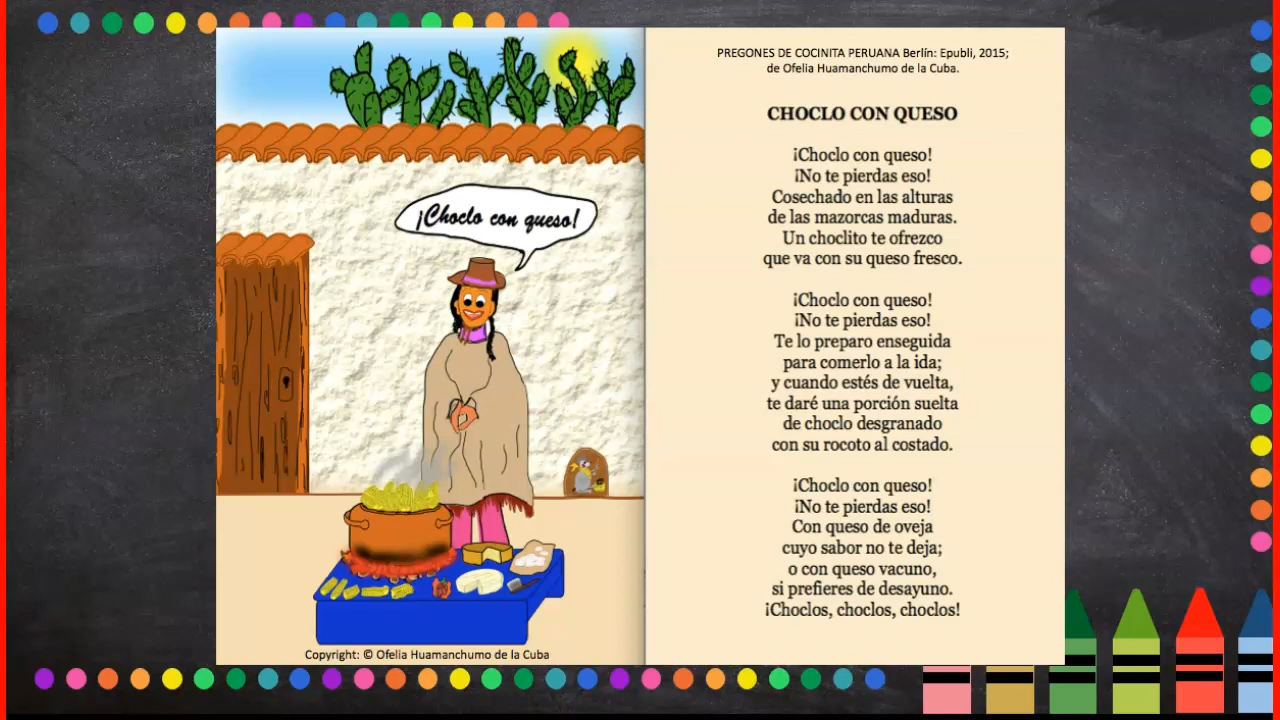 ¡Choclo con queso!
Copyright: © Ofelia Huamanchumo de la Cuba
PREGONES DE COCINITA PERUANA Berlín: Epubli, 2015;
de Ofelia Huamanchumo de la Cuba.
CHOCLO CON QUESO
¡Choclo con queso!
¡No te pierdas eso!
Cosechado en las alturas
de las mazorcas maduras.
Un choclito te ofrezco
que va con su queso fresco.
¡Choclo con queso!
¡No te pierdas eso!
Te lo preparo enseguida
para comerlo a la ida;
y cuando estés de vuelta,
te daré una porción suelta
de choclo desgranado
con su rocoto al costado.
¡Choclo con queso!
¡No te pierdas eso!
Con queso de oveja
cuyo sabor no te deja;
o con queso vacuno,
si prefieres de desayuno.
¡Choclos, choclos, choclos!